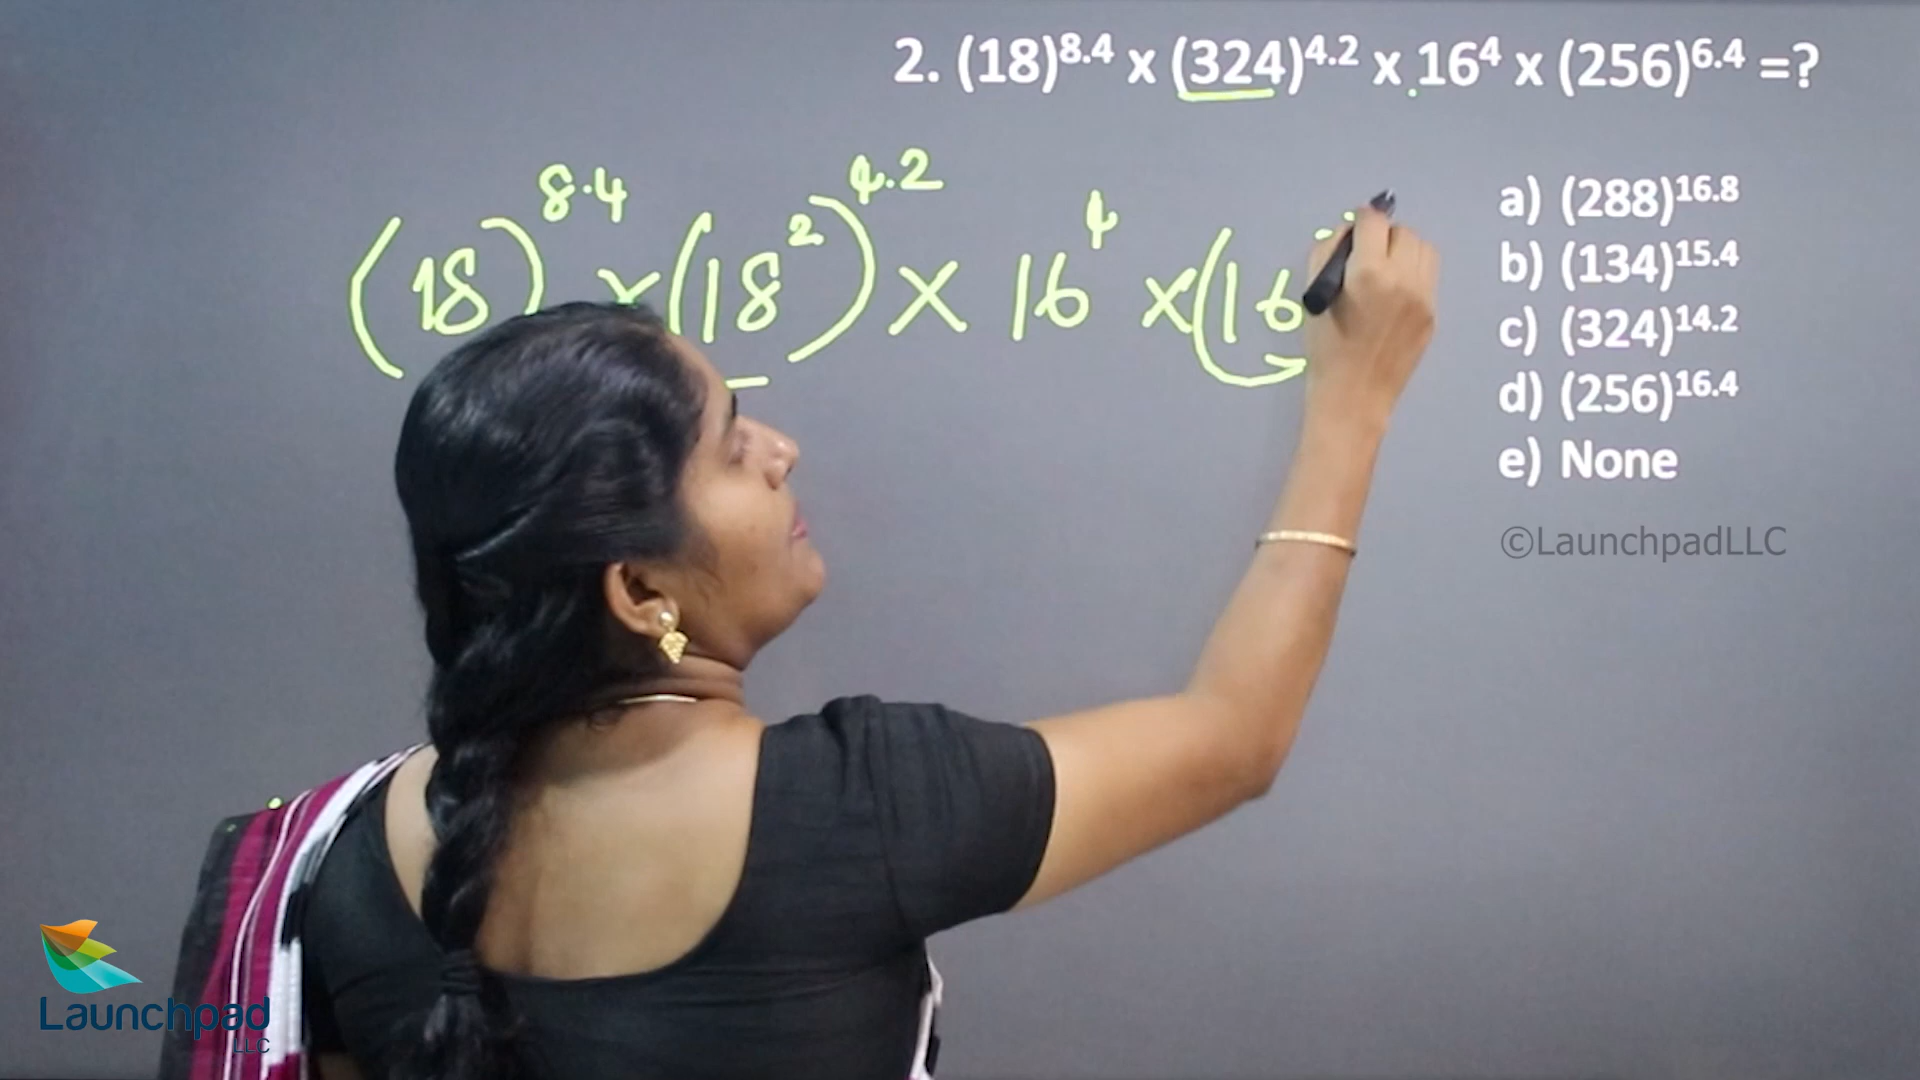 2. (18)^8.4 x (324)^4.2 x 16^4 x (256)^6.4 =?
(18)^8.4 x (18^2)^4.2 x 16^4 x (16
a) (288)^16.8
b) (134)^15.4
c) (324)^14.2
d) (256)^16.4
e) None
©LaunchpadLLC
Launchpad
LLC